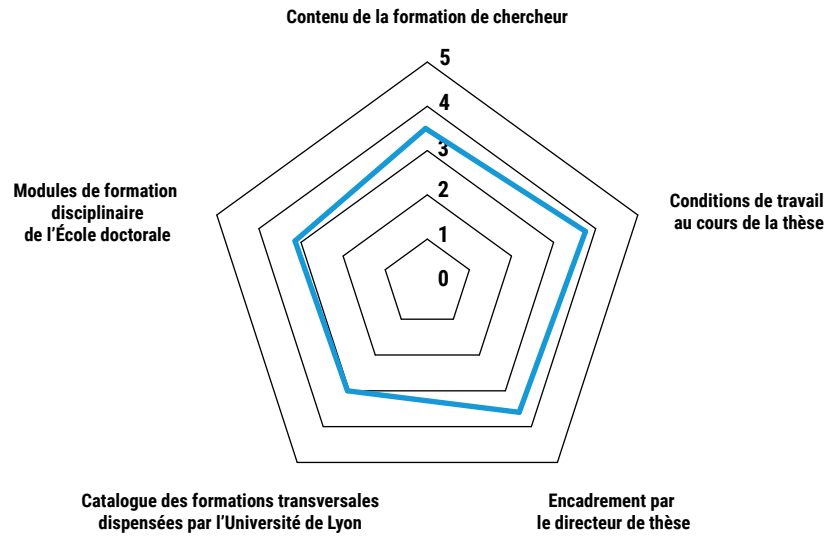 Contenu de la formation de chercheur
5
4
3
2
1
0
Modules de formation
disciplinaire
de l’École doctorale
Conditions de travail
au cours de la thèse
Catalogue des formations transversales
dispensées par l’Université de Lyon
Encadrement par
le directeur de thèse